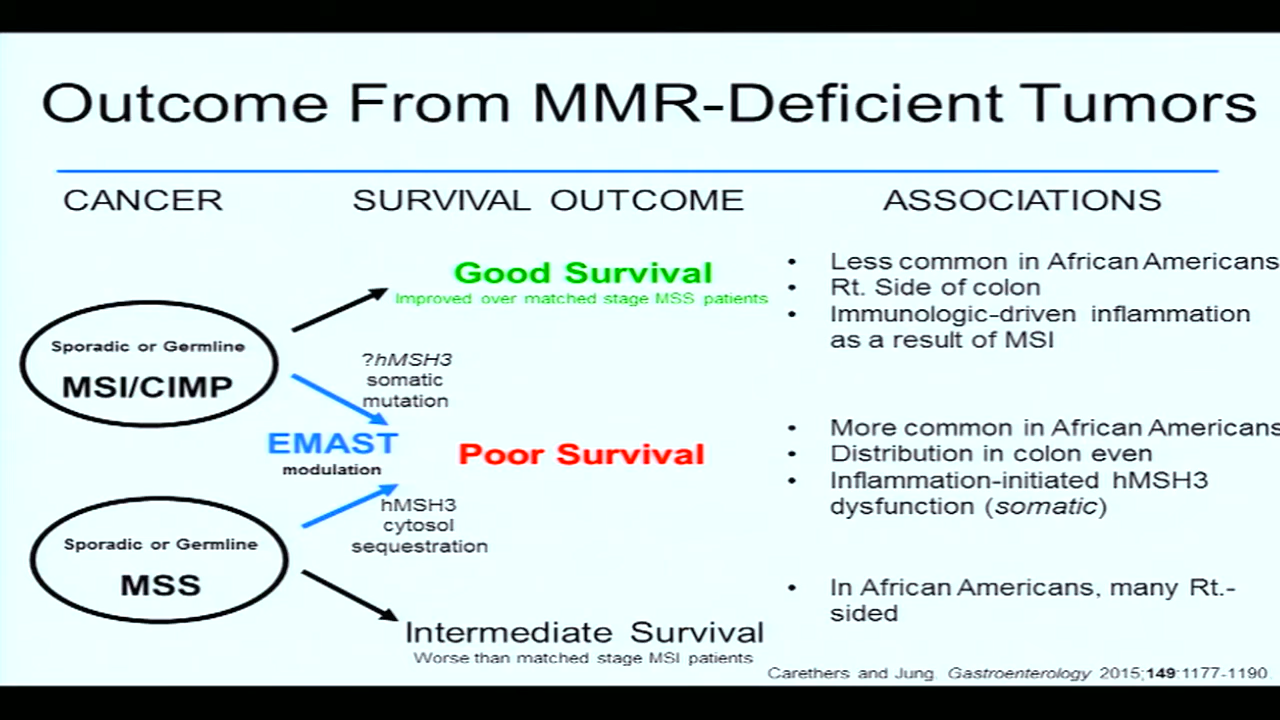 Outcome From MMR-Deficient Tumors
CANCER
SURVIVAL OUTCOME
ASSOCIATIONS
Sporadic or Germline
MSI/CIMP
Good Survival
Improved over matched stage MSS patients
• Less common in African Americans
• Rt. Side of colon
• Immunologic-driven inflammation
as a result of MSI
?hMSH3
somatic
mutation
EMAST
modulation
Poor Survival
• More common in African Americans
• Distribution in colon even
• Inflammation-initiated hMSH3
dysfunction (somatic)
hMSH3
cytosol
sequestration
Sporadic or Germline
MSS
Intermediate Survival
Worse than matched stage MSI patients
• In African Americans, many Rt.-
sided
Carethers and Jung. Gastroenterology 2015;149:1177-1190.